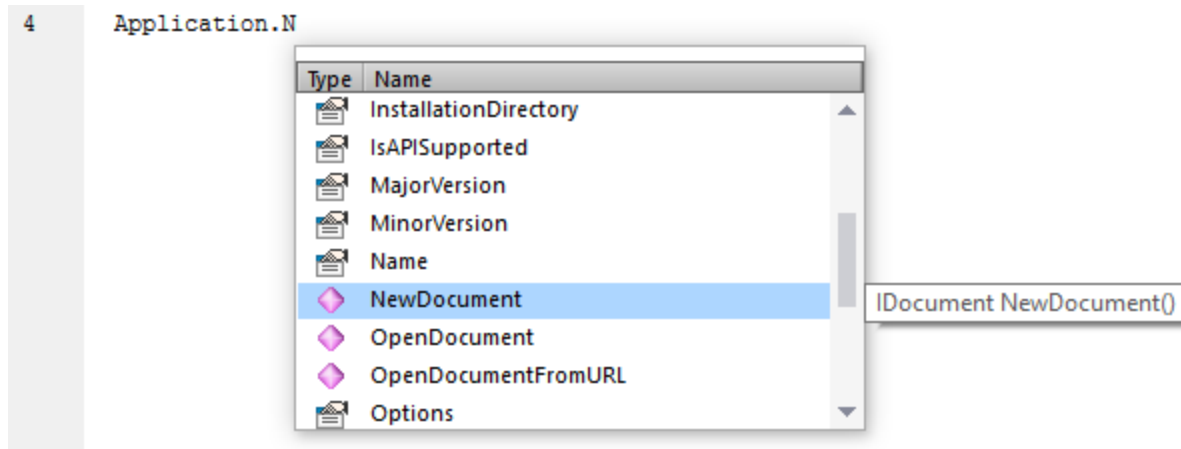 4 Application.N
Type Name
InstallationDirectory
IsAPISupported
MajorVersion
MinorVersion
Name
NewDocument IDocument NewDocument()
OpenDocument
OpenDocumentFromURL
Options